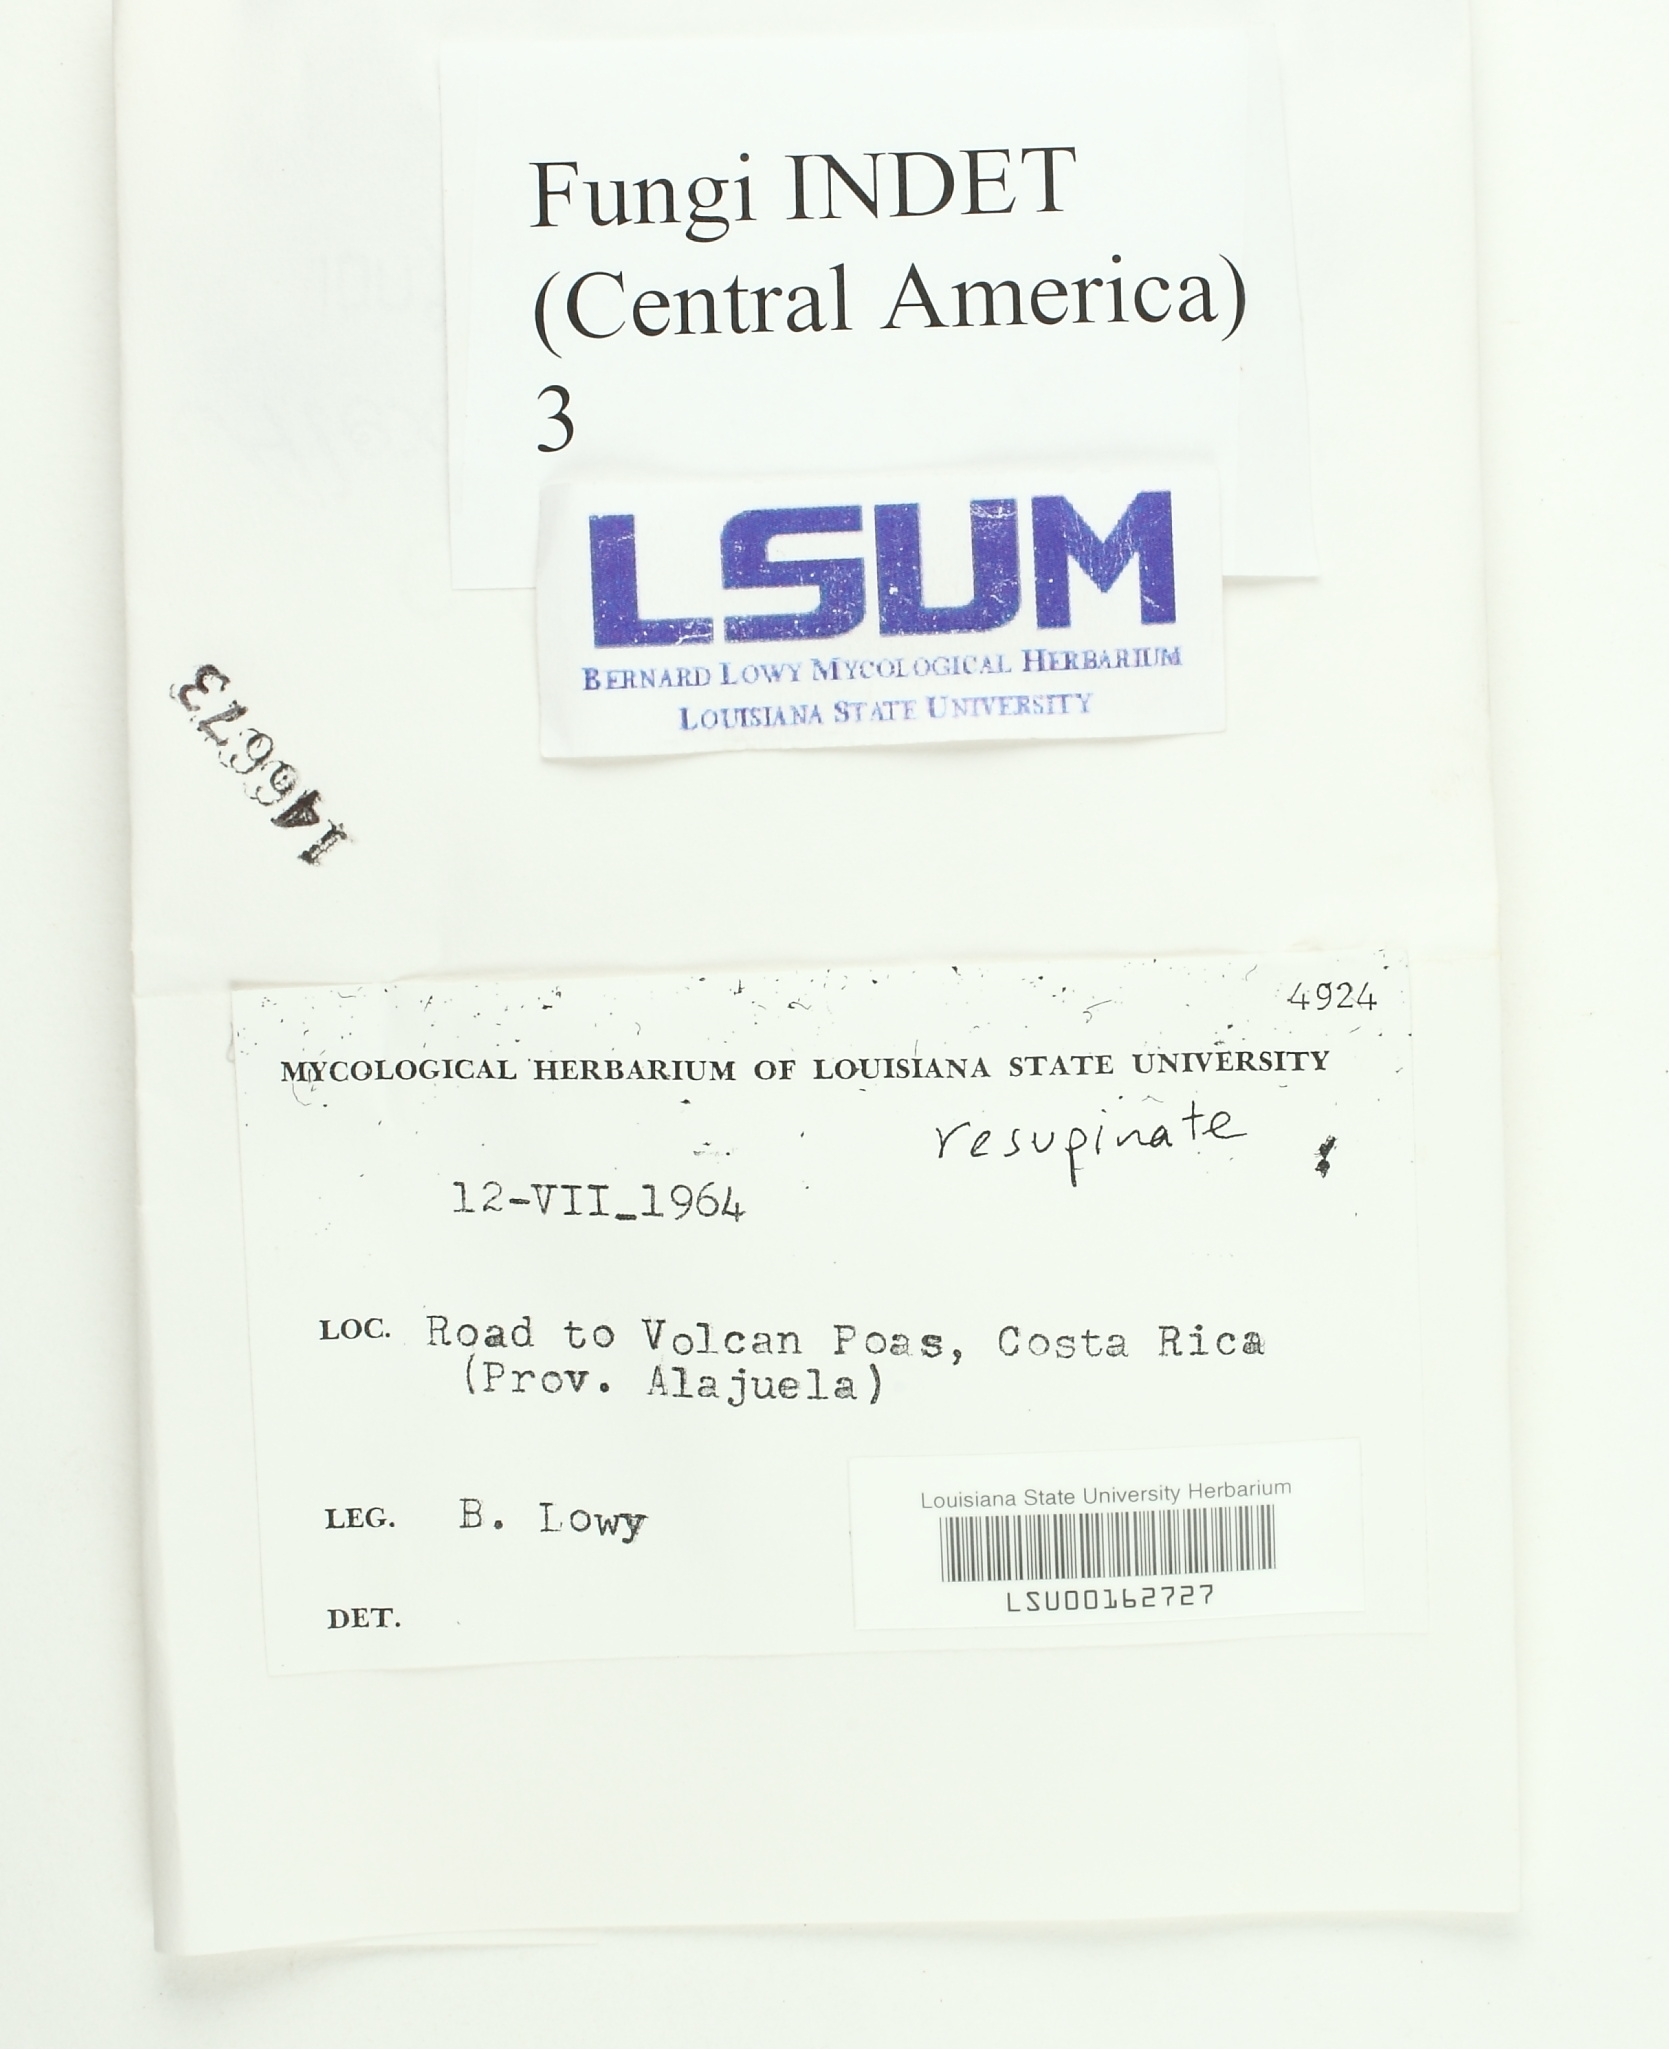 Fungi INDET
(Central America)
3
LSUM
BERNARD LOWY MYCOLOGICAL HERBARIUM
LOUISIANA STATE UNIVERSITY
146673
4924
MYCOLOGICAL HERBARIUM OF LOUISIANA STATE UNIVERSITY
resupinate
12-VII_1964
LOC. Road to Volcan Poas, Costa Rica
(Prov. Alajuela)
LEG. B. Lowy
Louisiana State University Herbarium
LSU00162727
DET.